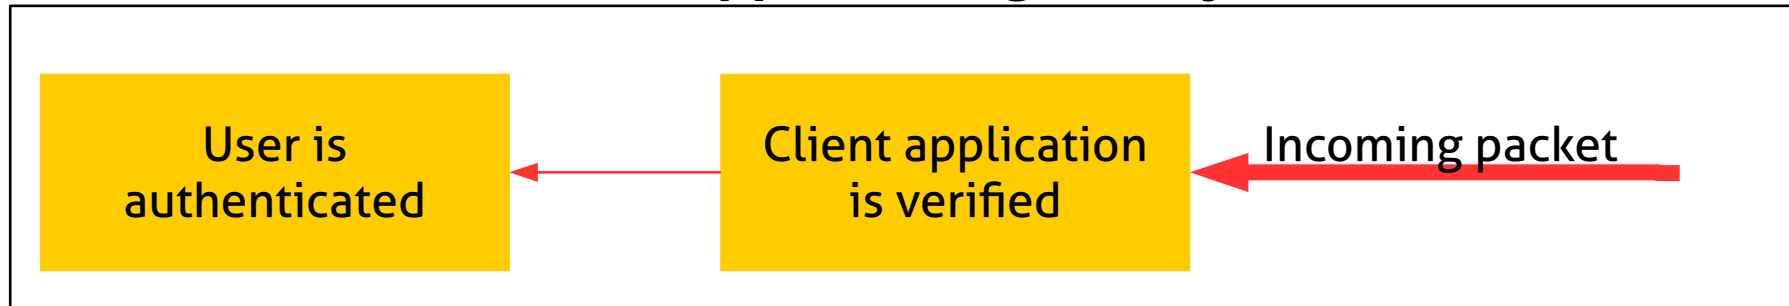 User is
authenticated
Client application
is verified
Incoming packet